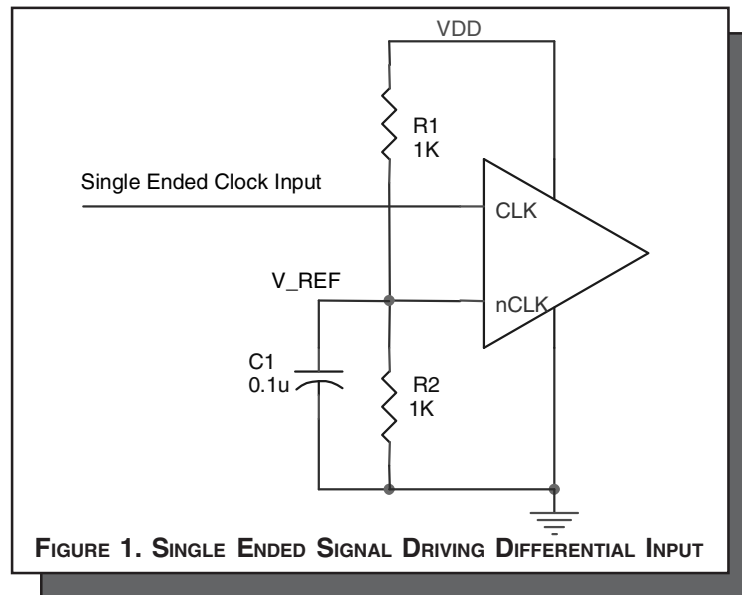 VDD
R1
1K
Single Ended Clock Input
CLK
V_REF
nCLK
C1
0.1u
R2
1K
FIGURE 1. SINGLE ENDED SIGNAL DRIVING DIFFERENTIAL INPUT